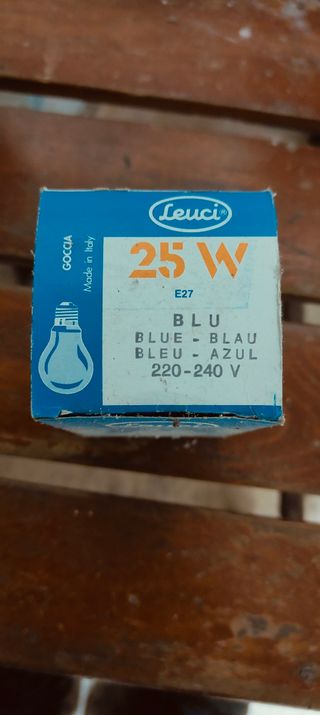 Leuci®
GOCCIA
Made in Italy
25 W
E27
BLU
BLUE - BLAU
BLEU - AZUL
220-240 V